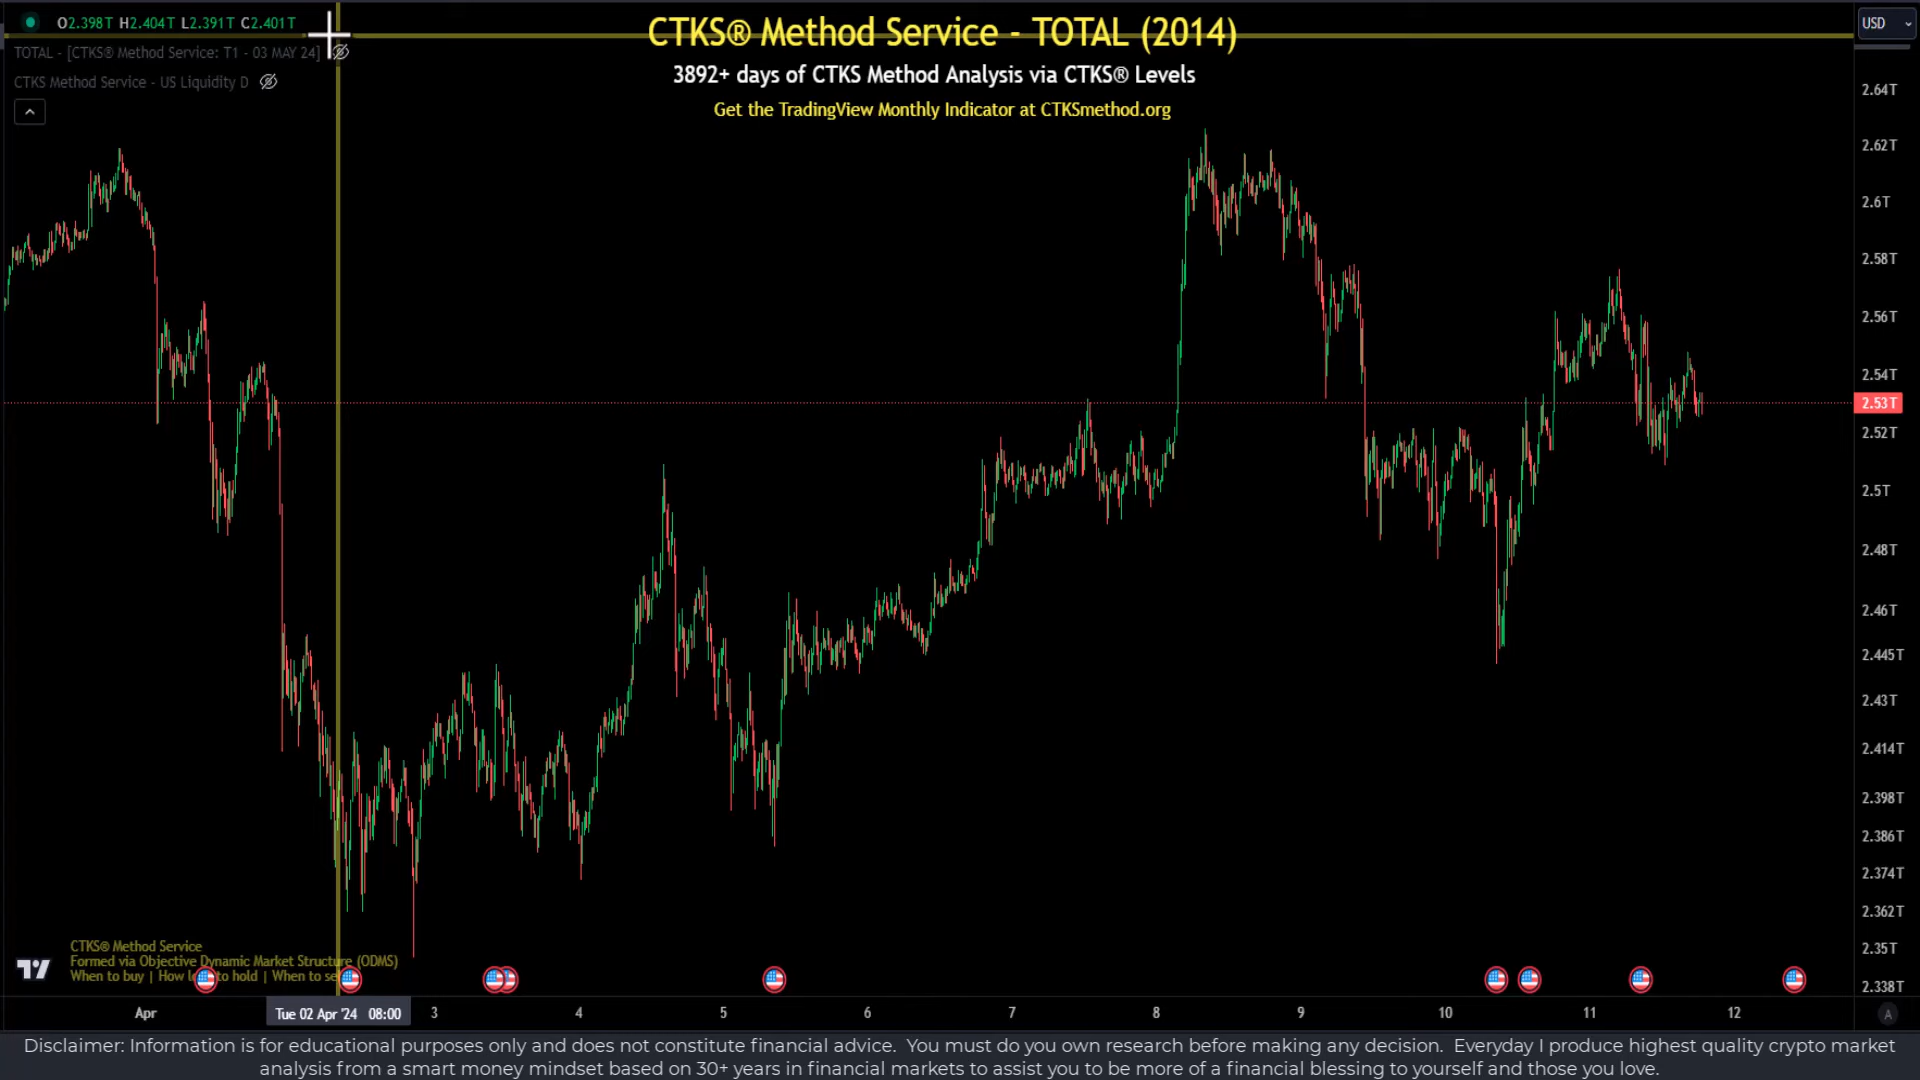 O2.398T H2.404T L2.391T C2.401T
TOTAL - [CTKS® Method Service: T1 - 03 MAY 24]
CTKS Method Service - US Liquidity D
CTKS® Method Service - TOTAL (2014)
3892+ days of CTKS Method Analysis via CTKS® Levels
Get the TradingView Monthly Indicator at CTKSmethod.org
USD
2.64T
2.62T
2.6T
2.58T
2.56T
2.54T
2.53T
2.52T
2.5T
2.48T
2.46T
2.445T
2.43T
2.414T
2.398T
2.386T
2.374T
2.362T
2.35T
2.338T
CTKS® Method Service
Formed via Objective Dynamic Market Structure (ODMS)
When to buy | How to hold | When to
Apr
Tue 02 Apr '24 08:00
3
4
5
6
7
8
9
10
11
12
A
Disclaimer: Information is for educational purposes only and does not constitute financial advice. You must do you own research before making any decision. Everyday I produce highest quality crypto market
analysis from a smart money mindset based on 30+ years in financial markets to assist you to be more of a financial blessing to yourself and those you love.